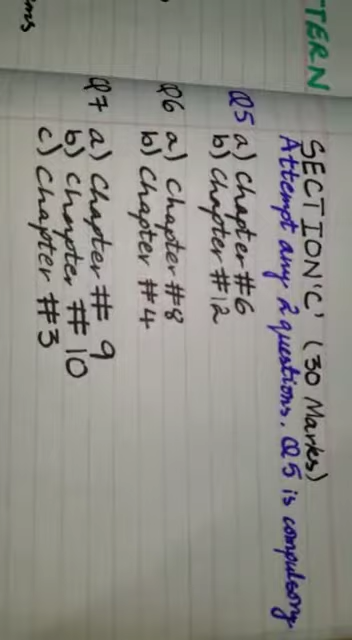 TERN
SECTION 'C' (30 Marks)
Attempt any 2 questions. Q5 is compulsory
Q5 a) Chapter #6
b) Chapter #12
Q6 a) Chapter #8
b) Chapter #4
Q7 a) Chapter # 9
b) Chapter # 10
c) Chapter #3
ms